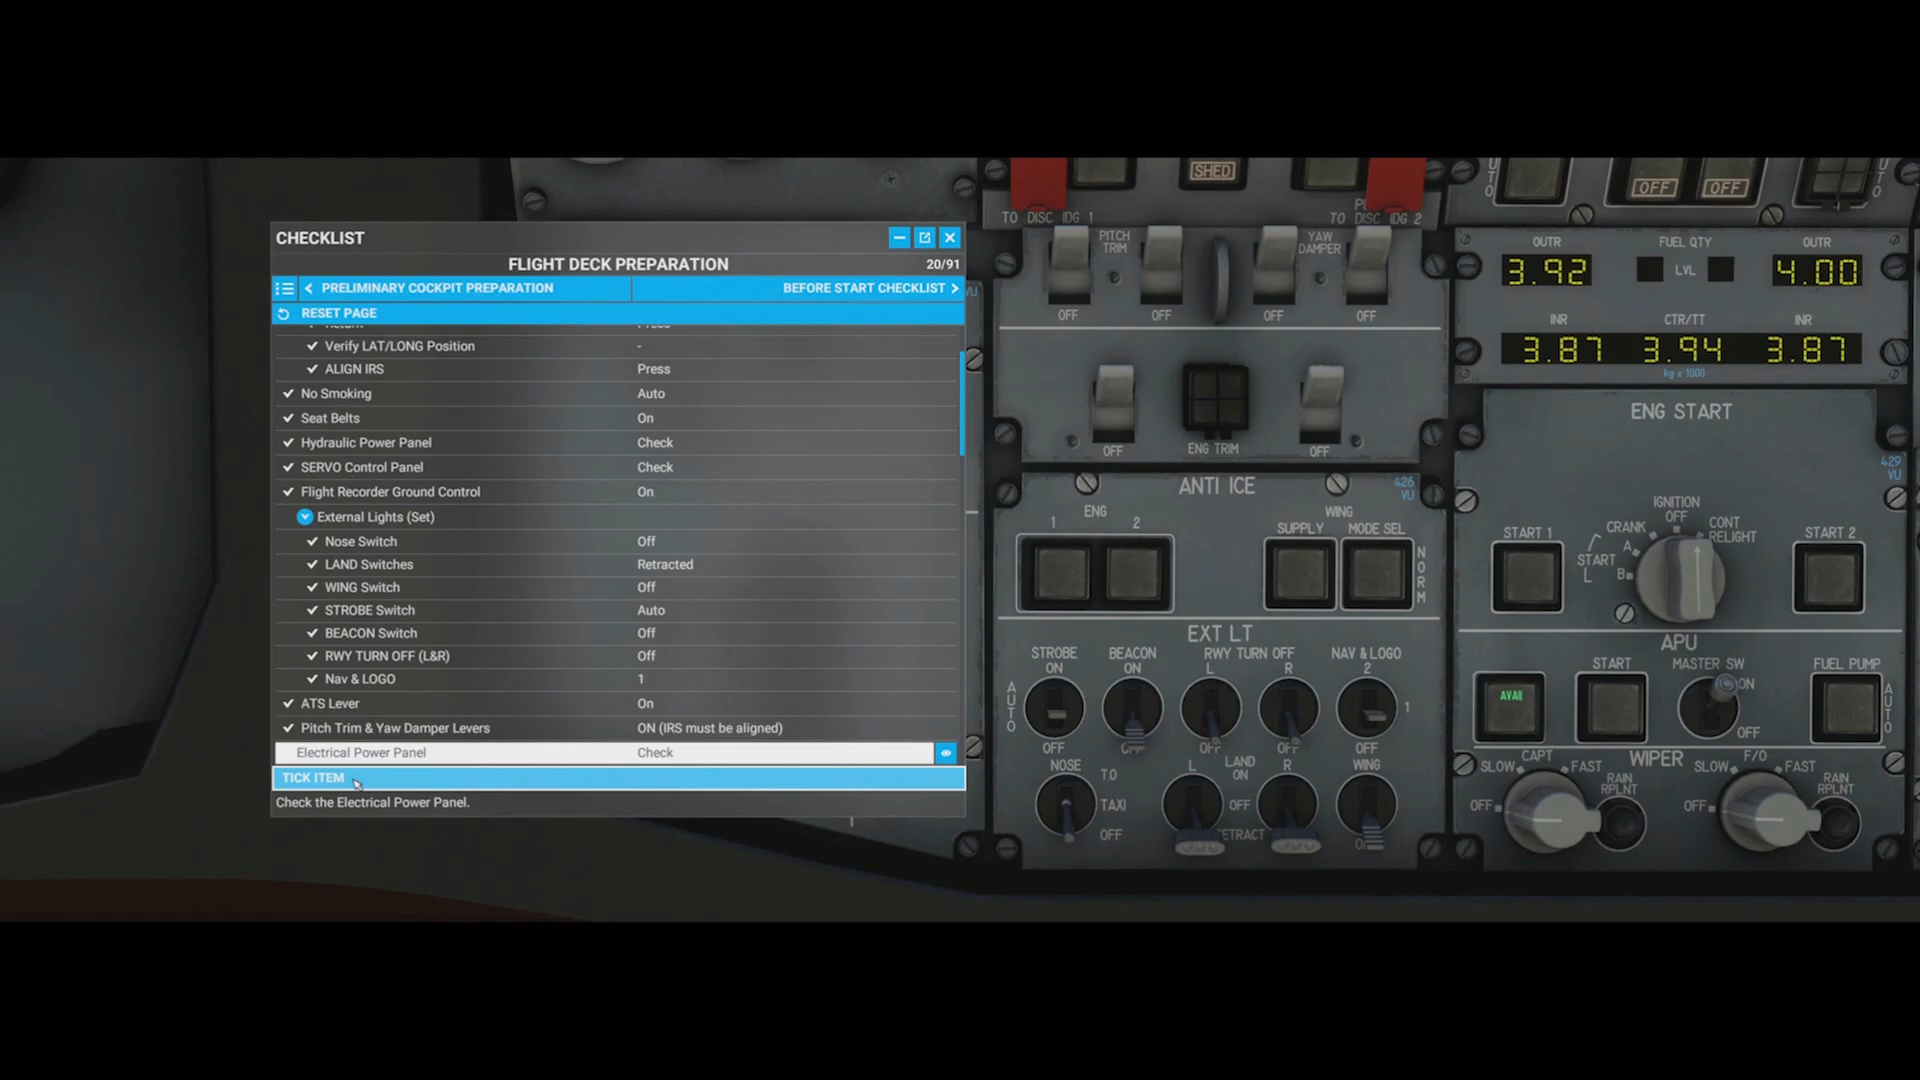 CHECKLIST
FLIGHT DECK PREPARATION 20/91
PRELIMINARY COCKPIT PREPARATION BEFORE START CHECKLIST
RESET PAGE
Return Press
Verify LAT/LONG Position -
ALIGN IRS Press
No Smoking Auto
Seat Belts On
Hydraulic Power Panel Check
SERVO Control Panel Check
Flight Recorder Ground Control On
External Lights (Set)
Nose Switch Off
LAND Switches Retracted
WING Switch Off
STROBE Switch Auto
BEACON Switch Off
RWY TURN OFF (L&R) Off
Nav & LOGO 1
ATS Lever On
Pitch Trim & Yaw Damper Levers ON (IRS must be aligned)
Electrical Power Panel Check
TICK ITEM
Check the Electrical Power Panel.
SHED
TO DISC IDG 1 TO DISC IDG 2
PITCH TRIM YAW DAMPER
OFF OFF OFF OFF
OFF ENG TRIM OFF
ANTI ICE 426 VU
ENG WING
1 2 SUPPLY MODE SEL
NORM
EXT LT
STROBE BEACON RWY TURN OFF NAV & LOGO
ON ON L R 2
AUTO 1
OFF OFF OFF OFF OFF
NOSE T.O L LAND ON R WING
TAXI OFF
OFF RETRACT
OFF OFF
AUTO
OUTR FUEL QTY OUTR
3.92 LVL 4.00
INR CTR/TT INR
3.87 3.94 3.87
kg x 1000
ENG START
429 VU
IGNITION
OFF
CRANK CONT RELIGHT
START 1 START 2
START A
B
APU
START MASTER SW FUEL PUMP
AVAIL ON AUTO
OFF
WIPER
CAPT F/O
SLOW FAST SLOW FAST
RAIN RPLNT RAIN RPLNT
OFF OFF